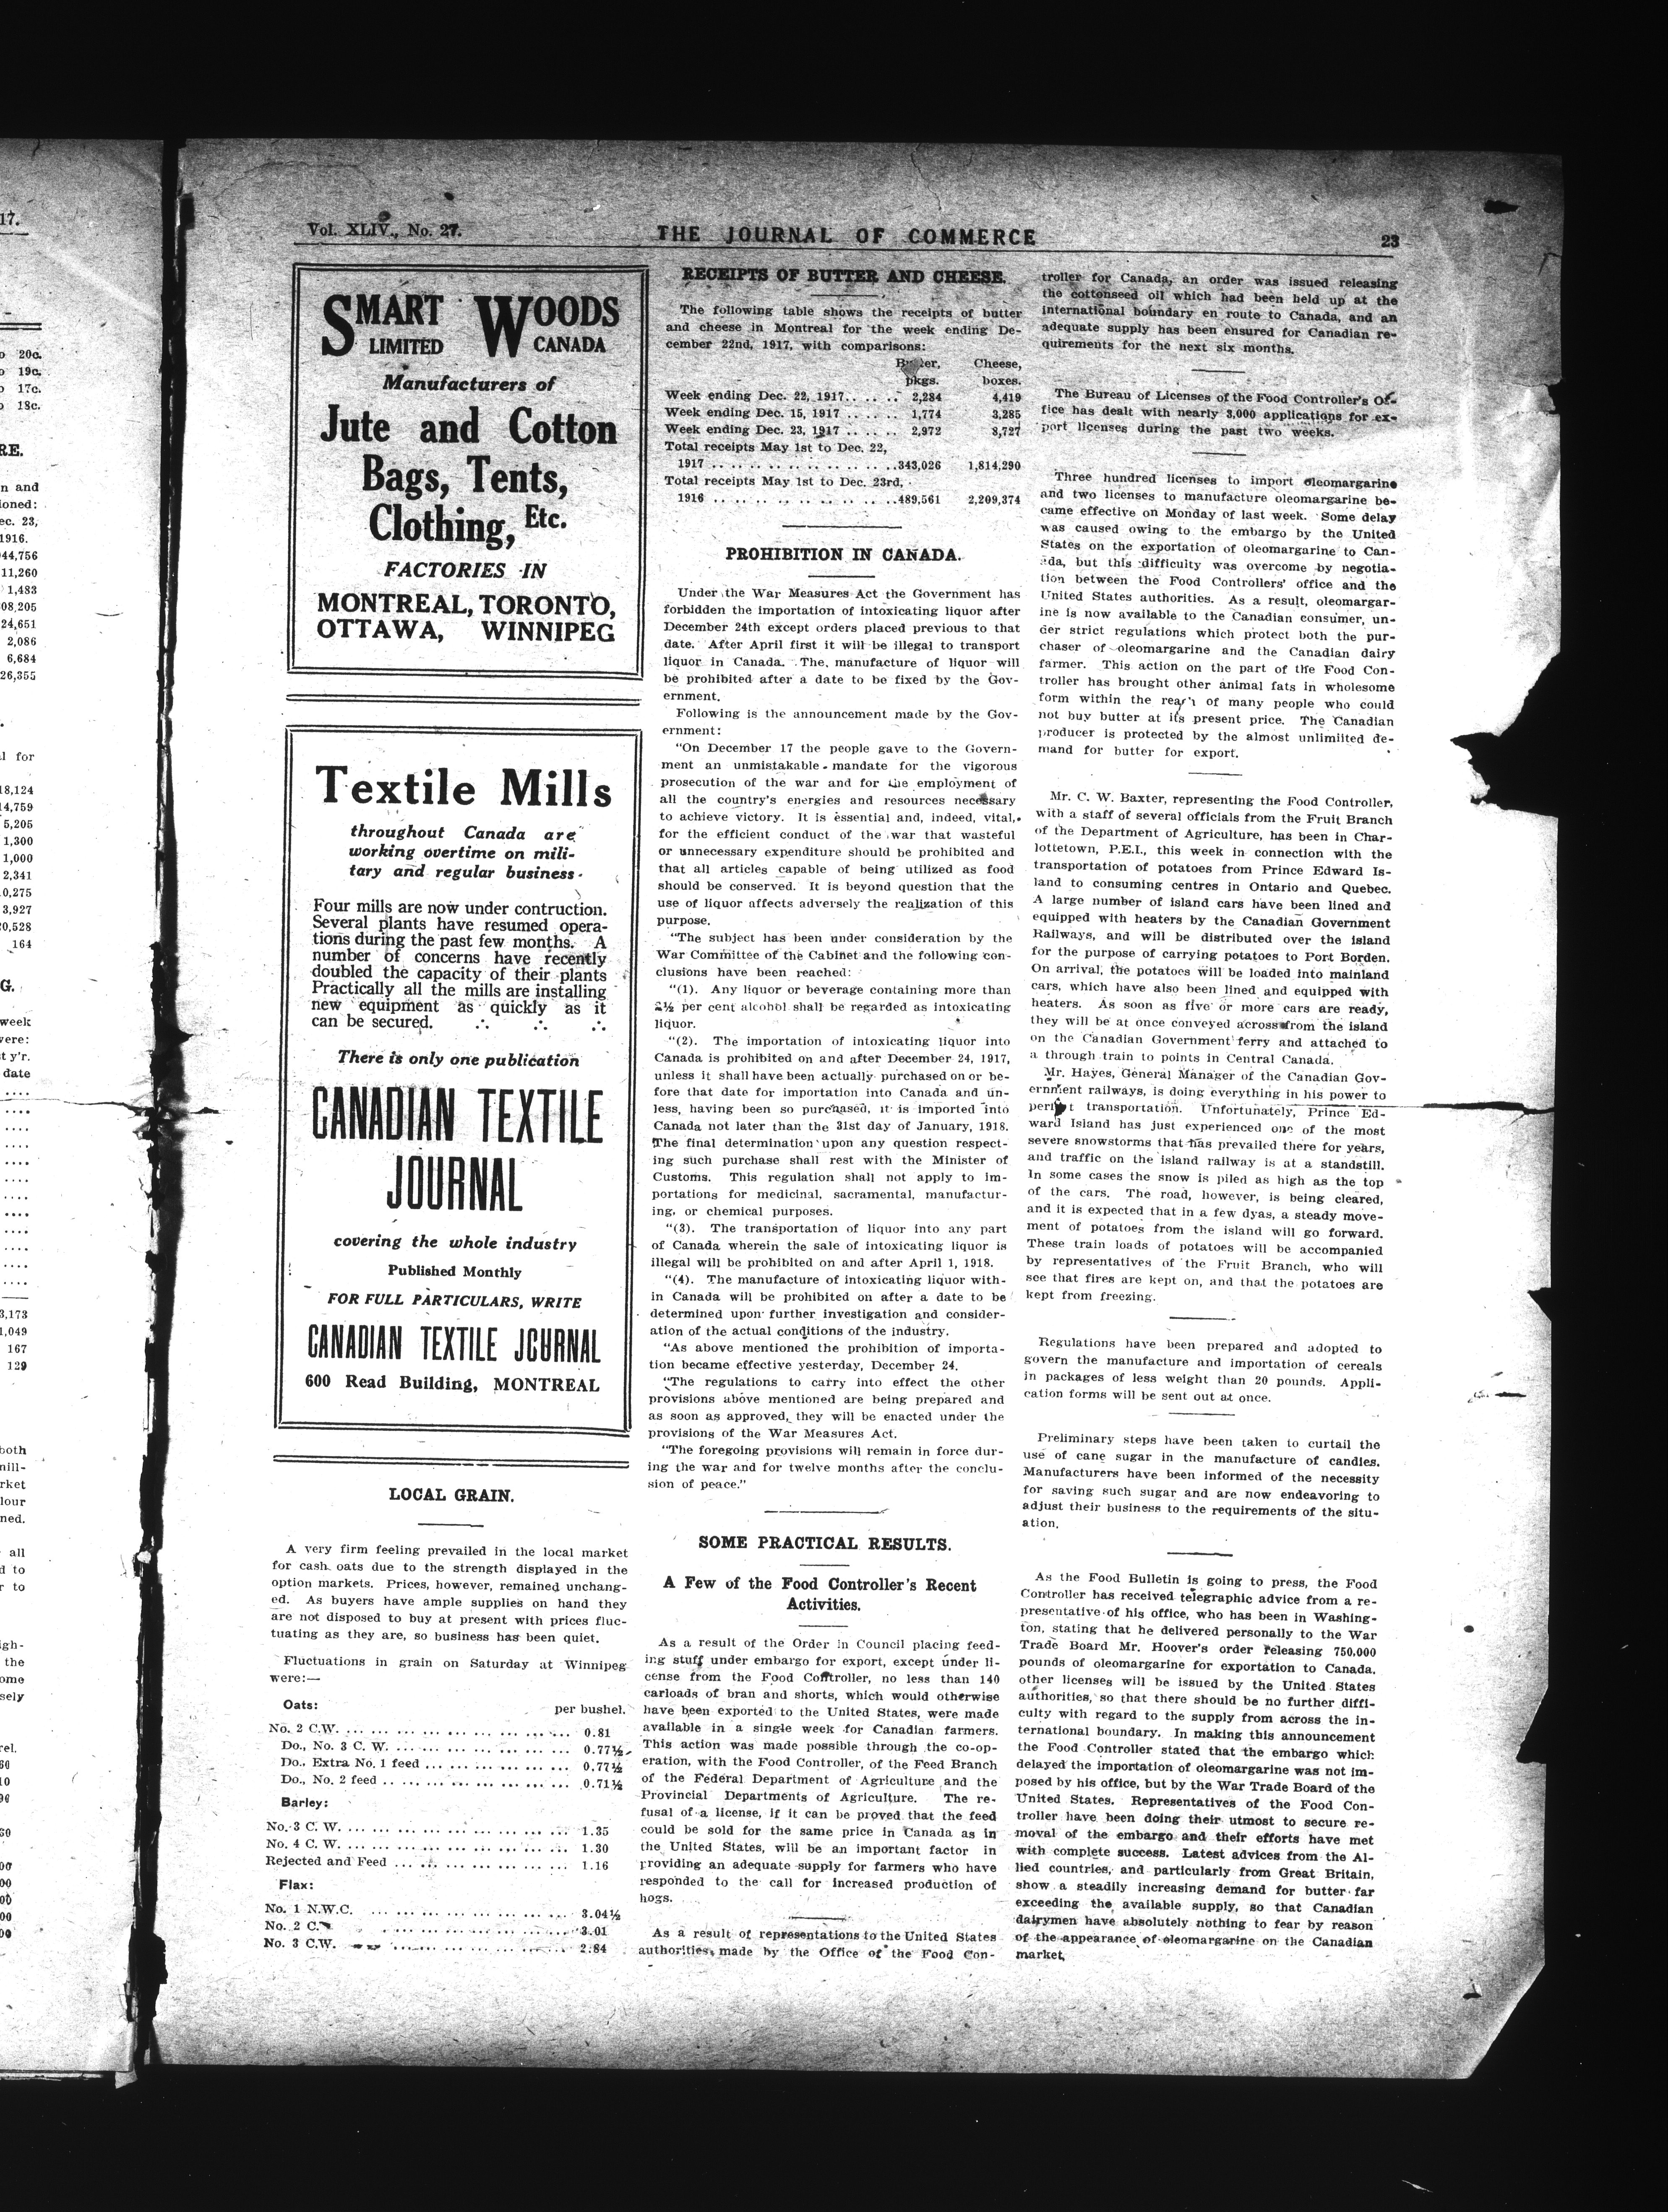 17.
20c.
19c.
17c.
18c.
RE.
n and
ioned:
ec. 23,
1916.
44,756
11,260
1,483
08,205
24,651
2,086
6,684
26,355
l for
18,124
14,759
5,205
1,300
1,000
2,341
0,275
3,927
0,528
164
G.
week
vere:
t y'r.
date
3,173
1,049
167
129
both
mill-
rket
lour
ned.
all
d to
r to
igh-
the
ome
sely
rel.
Vol. XLIV., No. 27.
THE JOURNAL OF COMMERCE
23
SMART WOODS
LIMITED CANADA
Manufacturers of
Jute and Cotton
Bags, Tents,
Clothing, Etc.
FACTORIES IN
MONTREAL, TORONTO,
OTTAWA, WINNIPEG
Textile Mills
throughout Canada are
working overtime on mili-
tary and regular business
Four mills are now under contruction.
Several plants have resumed opera-
tions during the past few months. A
number of concerns have recently
doubled the capacity of their plants
Practically all the mills are installing
new equipment as quickly as it
can be secured. ∴ ∴ ∴
There is only one publication
CANADIAN TEXTILE
JOURNAL
covering the whole industry
Published Monthly
FOR FULL PARTICULARS, WRITE
CANADIAN TEXTILE JOURNAL
600 Read Building, MONTREAL
LOCAL GRAIN.
A very firm feeling prevailed in the local market
for cash oats due to the strength displayed in the
option markets. Prices, however, remained unchang-
ed. As buyers have ample supplies on hand they
are not disposed to buy at present with prices fluc-
tuating as they are, so business has been quiet.
Fluctuations in grain on Saturday at Winnipeg
were:—
Oats: per bushel.
No. 2 C.W. ... ... ... ... ... ... ... ... 0.81
Do., No. 3 C. W. ... ... ... ... ... ... ... 0.77½
Do., Extra No. 1 feed ... ... ... ... ... ... 0.77½
Do., No. 2 feed ... ... ... ... ... ... ... 0.71½
Barley:
No. 3 C. W. ... ... ... ... ... ... ... ... 1.35
No. 4 C. W. ... ... ... ... ... ... ... ... 1.30
Rejected and Feed ... ... ... ... ... ... ... 1.16
Flax:
No. 1 N.W.C. ... ... ... ... ... ... ... ... 3.04½
No. 2 C. ... ... ... ... ... ... 3.01
No. 3 C.W. ... ... ... ... ... ... 2.84
RECEIPTS OF BUTTER AND CHEESE.
The following table shows the receipts of butter
and cheese in Montreal for the week ending De-
cember 22nd, 1917, with comparisons:
Butter, Cheese,
pkgs. boxes.
Week ending Dec. 22, 1917.. .. .. 2,284 4,419
Week ending Dec. 15, 1917 .. .. .. 1,774 3,285
Week ending Dec. 23, 1917 .. .. .. 2,972 8,727
Total receipts May 1st to Dec. 22,
1917 .. .. .. .. .. .. .. .. .. ..343,026 1,814,290
Total receipts May 1st to Dec. 23rd,
1916 .. .. .. .. .. .. .. .. .. ..489,561 2,209,374
PROHIBITION IN CANADA.
Under the War Measures Act the Government has
forbidden the importation of intoxicating liquor after
December 24th except orders placed previous to that
date. After April first it will be illegal to transport
liquor in Canada. The manufacture of liquor will
be prohibited after a date to be fixed by the Gov-
ernment.
Following is the announcement made by the Gov-
ernment:
"On December 17 the people gave to the Govern-
ment an unmistakable mandate for the vigorous
prosecution of the war and for the employment of
all the country's energies and resources necessary
to achieve victory. It is essential and, indeed, vital,
for the efficient conduct of the war that wasteful
or unnecessary expenditure should be prohibited and
that all articles capable of being utilized as food
should be conserved. It is beyond question that the
use of liquor affects adversely the realization of this
purpose.
"The subject has been under consideration by the
War Committee of the Cabinet and the following con-
clusions have been reached:
"(1). Any liquor or beverage containing more than
2½ per cent alcohol shall be regarded as intoxicating
liquor.
"(2). The importation of intoxicating liquor into
Canada is prohibited on and after December 24, 1917,
unless it shall have been actually purchased on or be-
fore that date for importation into Canada and un-
less, having been so purchased, it is imported into
Canada not later than the 31st day of January, 1918.
The final determination upon any question respect-
ing such purchase shall rest with the Minister of
Customs. This regulation shall not apply to im-
portations for medicinal, sacramental, manufactur-
ing, or chemical purposes.
"(3). The transportation of liquor into any part
of Canada wherein the sale of intoxicating liquor is
illegal will be prohibited on and after April 1, 1918.
"(4). The manufacture of intoxicating liquor with-
in Canada will be prohibited on after a date to be
determined upon further investigation and consider-
ation of the actual conditions of the industry.
"As above mentioned the prohibition of importa-
tion became effective yesterday, December 24.
"The regulations to carry into effect the other
provisions above mentioned are being prepared and
as soon as approved, they will be enacted under the
provisions of the War Measures Act.
"The foregoing provisions will remain in force dur-
ing the war and for twelve months after the conclu-
sion of peace."
SOME PRACTICAL RESULTS.
A Few of the Food Controller's Recent
Activities.
As a result of the Order in Council placing feed-
ing stuff under embargo for export, except under li-
cense from the Food Controller, no less than 140
carloads of bran and shorts, which would otherwise
have been exported to the United States, were made
available in a single week for Canadian farmers.
This action was made possible through the co-op-
eration, with the Food Controller, of the Feed Branch
of the Federal Department of Agriculture and the
Provincial Departments of Agriculture. The re-
fusal of a license, if it can be proved that the feed
could be sold for the same price in Canada as in
the United States, will be an important factor in
providing an adequate supply for farmers who have
responded to the call for increased production of
hogs.
As a result of representations to the United States
authorities made by the Office of the Food Con-
troller for Canada, an order was issued releasing
the cottonseed oil which had been held up at the
international boundary en route to Canada, and an
adequate supply has been ensured for Canadian re-
quirements for the next six months.
The Bureau of Licenses of the Food Controller's Of-
fice has dealt with nearly 3,000 applications for ex-
port licenses during the past two weeks.
Three hundred licenses to import oleomargarine
and two licenses to manufacture oleomargarine be-
came effective on Monday of last week. Some delay
was caused owing to the embargo by the United
States on the exportation of oleomargarine to Can-
ada, but this difficulty was overcome by negotia-
tion between the Food Controllers' office and the
United States authorities. As a result, oleomargar-
ine is now available to the Canadian consumer, un-
der strict regulations which protect both the pur-
chaser of oleomargarine and the Canadian dairy
farmer. This action on the part of the Food Con-
troller has brought other animal fats in wholesome
form within the reach of many people who could
not buy butter at its present price. The Canadian
producer is protected by the almost unlimiited de-
mand for butter for export.
Mr. C. W. Baxter, representing the Food Controller,
with a staff of several officials from the Fruit Branch
of the Department of Agriculture, has been in Char-
lottetown, P.E.I., this week in connection with the
transportation of potatoes from Prince Edward Is-
land to consuming centres in Ontario and Quebec.
A large number of island cars have been lined and
equipped with heaters by the Canadian Government
Railways, and will be distributed over the island
for the purpose of carrying potatoes to Port Borden.
On arrival, the potatoes will be loaded into mainland
cars, which have also been lined and equipped with
heaters. As soon as five or more cars are ready,
they will be at once conveyed across from the island
on the Canadian Government ferry and attached to
a through train to points in Central Canada.
Mr. Hayes, General Manager of the Canadian Gov-
ernment railways, is doing everything in his power to
transportation. Unfortunately, Prince Ed-
ward Island has just experienced one of the most
severe snowstorms that has prevailed there for years,
and traffic on the island railway is at a standstill.
In some cases the snow is piled as high as the top
of the cars. The road, however, is being cleared,
and it is expected that in a few dyas, a steady move-
ment of potatoes from the island will go forward.
These train loads of potatoes will be accompanied
by representatives of the Fruit Branch, who will
see that fires are kept on, and that the potatoes are
kept from freezing.
Regulations have been prepared and adopted to
govern the manufacture and importation of cereals
in packages of less weight than 20 pounds. Appli-
cation forms will be sent out at once.
Preliminary steps have been taken to curtail the
use of cane sugar in the manufacture of candies.
Manufacturers have been informed of the necessity
for saving such sugar and are now endeavoring to
adjust their business to the requirements of the situ-
ation.
As the Food Bulletin is going to press, the Food
Controller has received telegraphic advice from a re-
presentative of his office, who has been in Washing-
ton, stating that he delivered personally to the War
Trade Board Mr. Hoover's order releasing 750,000
pounds of oleomargarine for exportation to Canada.
other licenses will be issued by the United States
authorities, so that there should be no further diffi-
culty with regard to the supply from across the in-
ternational boundary. In making this announcement
the Food Controller stated that the embargo which
delayed the importation of oleomargarine was not im-
posed by his office, but by the War Trade Board of the
United States. Representatives of the Food Con-
troller have been doing their utmost to secure re-
moval of the embargo and their efforts have met
with complete success. Latest advices from the Al-
lied countries, and particularly from Great Britain,
show a steadily increasing demand for butter far
exceeding the available supply, so that Canadian
dairymen have absolutely nothing to fear by reason
of the appearance of oleomargarine on the Canadian
market.